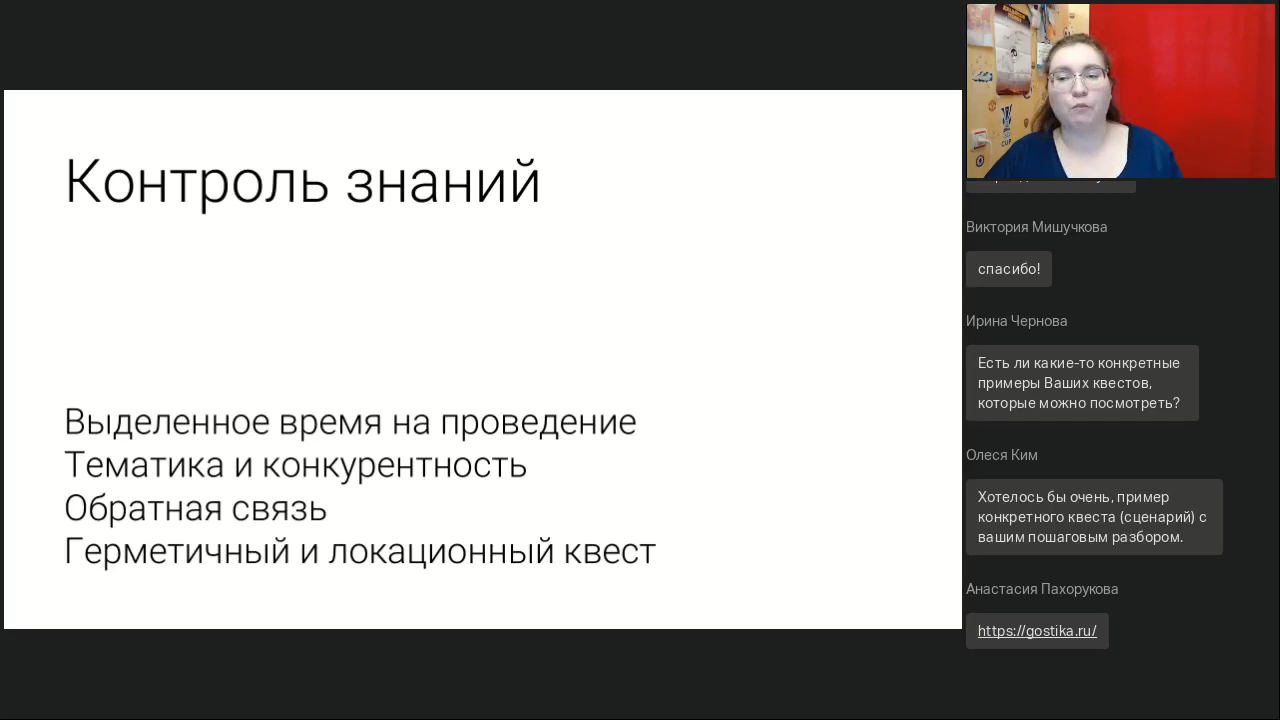 Контроль знаний
Выделенное время на проведение
Тематика и конкурентность
Обратная связь
Герметичный и локационный квест
CUP
Виктория Мишучкова
спасибо!
Ирина Чернова
Есть ли какие-то конкретные
примеры Ваших квестов,
которые можно посмотреть?
Олеся Ким
Хотелось бы очень, пример
конкретного квеста (сценарий) с
вашим пошаговым разбором.
Анастасия Пахорукова
https://gostika.ru/